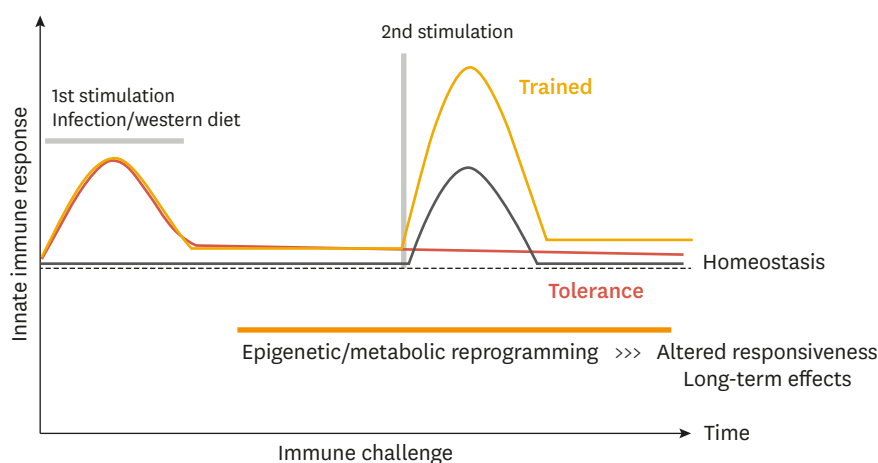 2nd stimulation
1st stimulation
Infection/western diet
Trained
Innate immune response
Homeostasis
Tolerance
Epigenetic/metabolic reprogramming >>> Altered responsiveness
Long-term effects
Time
Immune challenge